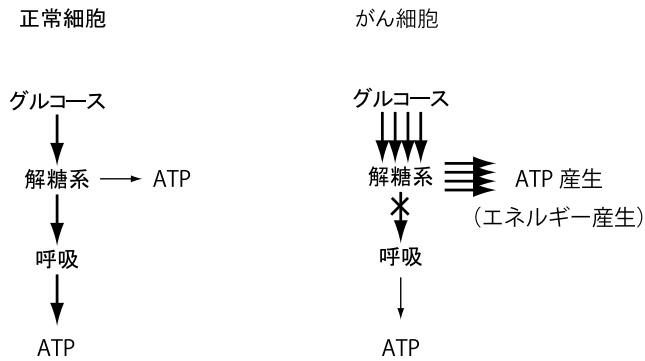 正常細胞
グルコース
解糖系
ATP
呼吸
ATP
がん細胞
グルコース
解糖系
ATP 産生
（エネルギー産生）
呼吸
ATP